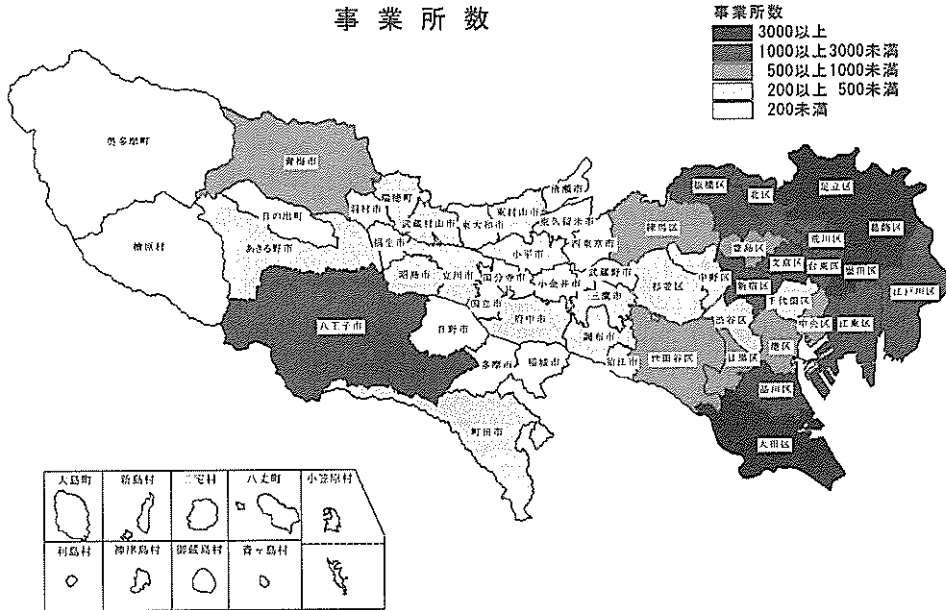 事業所数
事業所数
3000以上
1000以上3000未満
500以上1000未満
200以上 500未満
200未満
奥多摩町
青梅市
檜原村
日の出町
あきる野市
羽村市
瑞穂町
武蔵村山市
東大和市
東村山市
清瀬市
東久留米市
西東京市
福生市
昭島市
立川市
国分寺市
小平市
小金井市
武蔵野市
三鷹市
国立市
府中市
調布市
狛江市
八王子市
日野市
多摩市
稲城市
町田市
板橋区
北区
足立区
練馬区
豊島区
荒川区
葛飾区
文京区
台東区
墨田区
江戸川区
杉並区
中野区
新宿区
千代田区
渋谷区
中央区
江東区
世田谷区
目黒区
港区
品川区
大田区
大島町
新島村
三宅村
八丈町
小笠原村
利島村
神津島村
御蔵島村
青ヶ島村